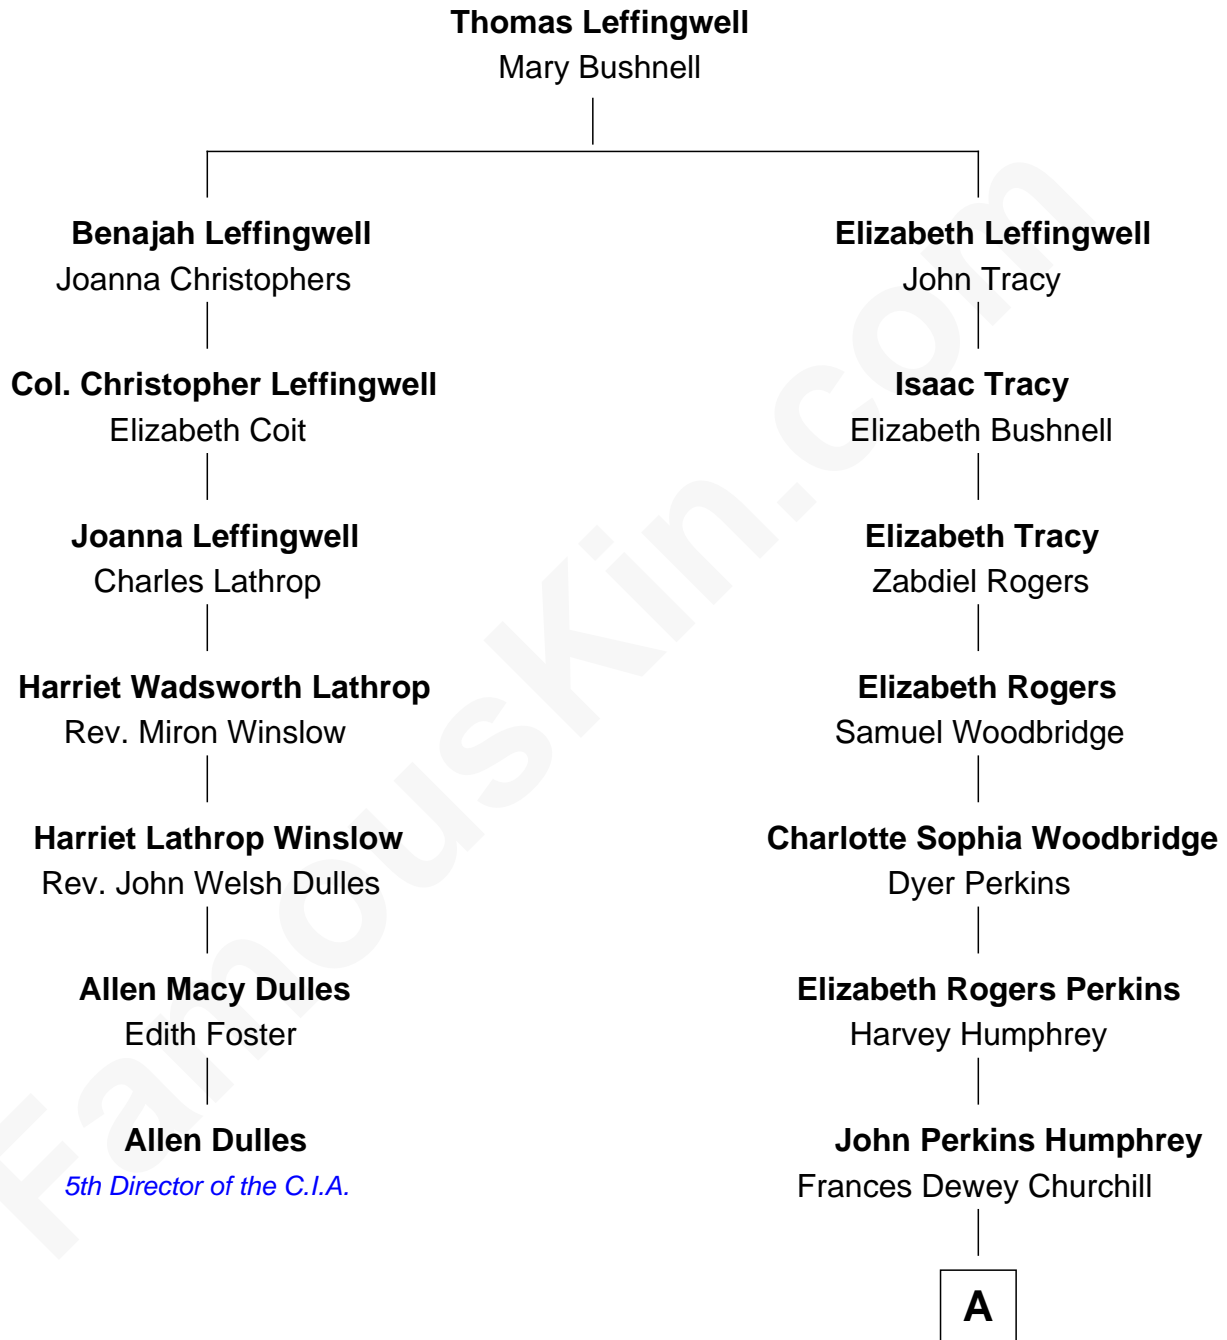 Thomas Leffingwell
Mary Bushnell
Benajah Leffingwell
Joanna Christophers
Elizabeth Leffingwell
John Tracy
Col. Christopher Leffingwell
Elizabeth Coit
Isaac Tracy
Elizabeth Bushnell
Joanna Leffingwell
Charles Lathrop
Elizabeth Tracy
Zabdiel Rogers
Harriet Wadsworth Lathrop
Rev. Miron Winslow
Elizabeth Rogers
Samuel Woodbridge
Harriet Lathrop Winslow
Rev. John Welsh Dulles
Charlotte Sophia Woodbridge
Dyer Perkins
Allen Macy Dulles
Edith Foster
Elizabeth Rogers Perkins
Harvey Humphrey
Allen Dulles
5th Director of the C.I.A.
John Perkins Humphrey
Frances Dewey Churchill
A
FamousKin.com